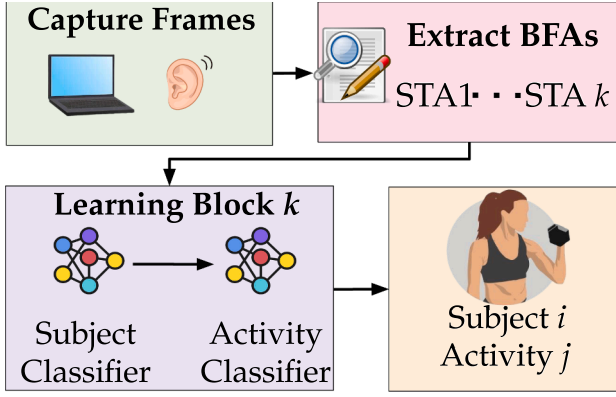 Capture Frames
Extract BFAs
STA1· · ·STA k
Learning Block k
Subject
Classifier
Activity
Classifier
Subject i
Activity j